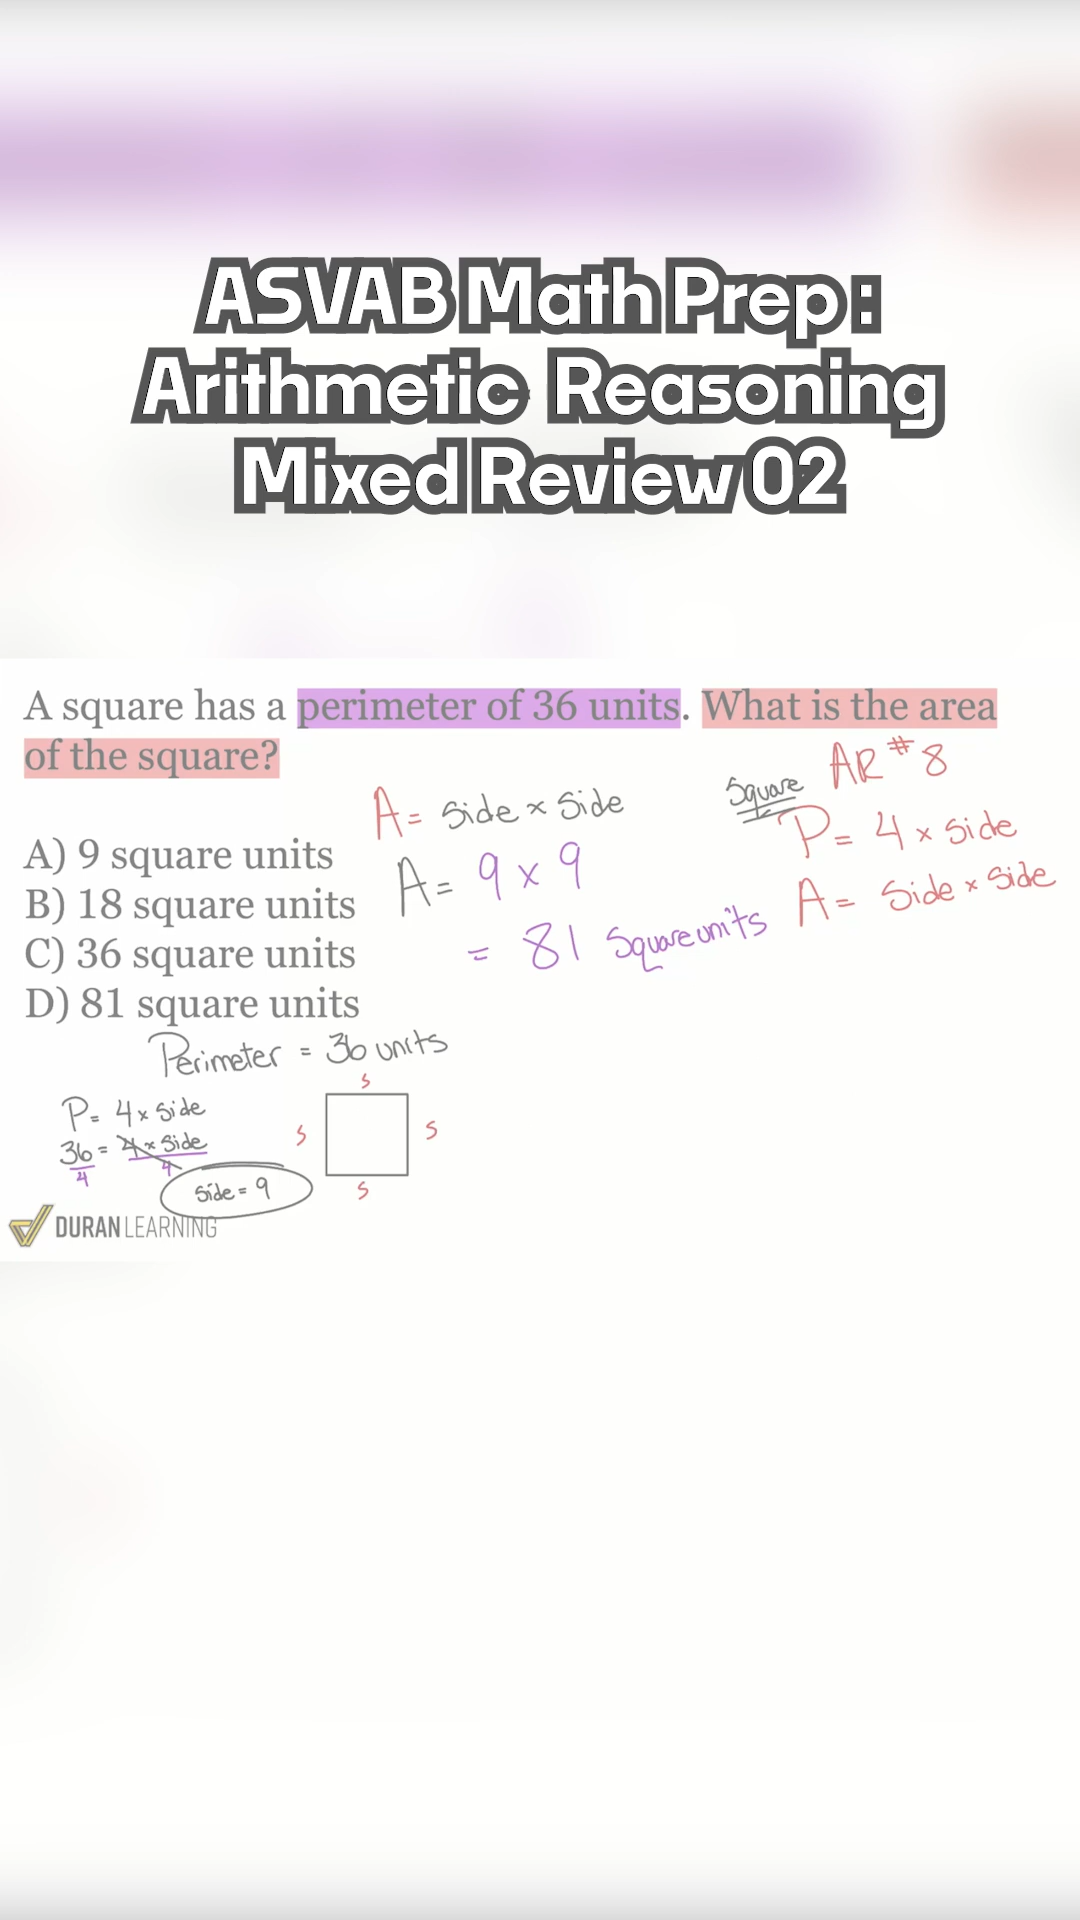 ASVAB Math Prep :
Arithmetic Reasoning
Mixed Review 02
A square has a perimeter of 36 units. What is the area
of the square?
AR #8
Square
P = 4 × side
A = Side × Side
A = Side × Side
A = 9 × 9
= 81 Square units
A) 9 square units
B) 18 square units
C) 36 square units
D) 81 square units
Perimeter = 36 units
P = 4 × side
36 = 4 × side
4 4
side = 9
s
s s
s
DURAN LEARNING